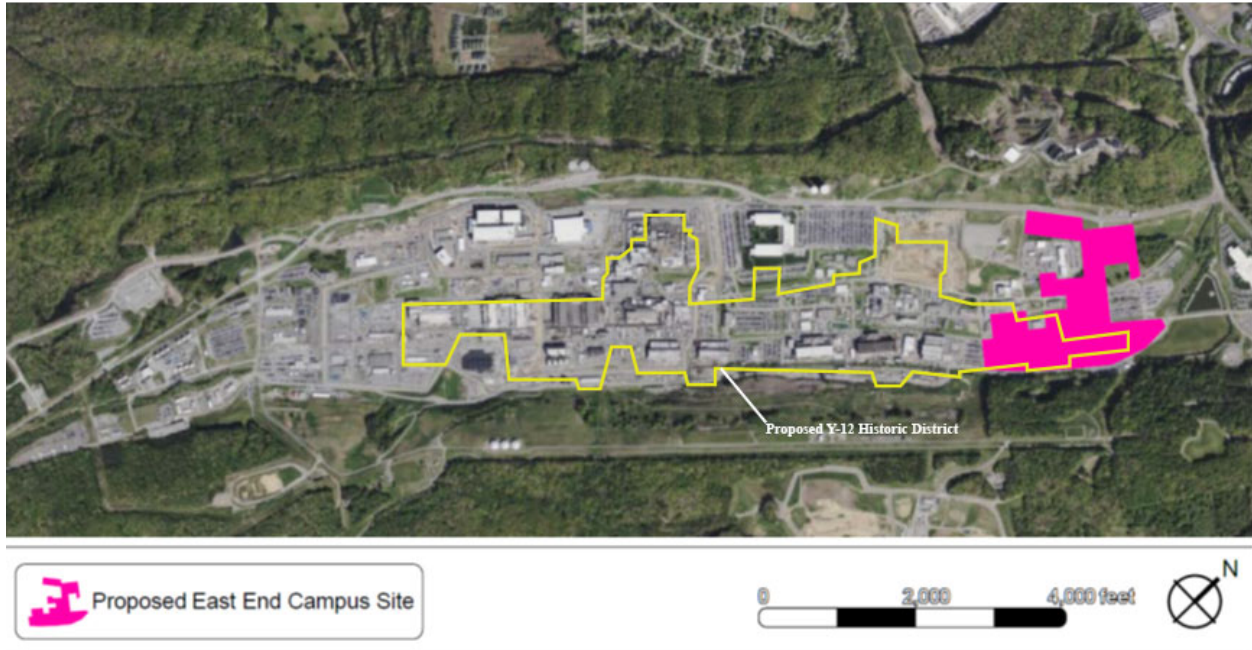 Proposed Y-12 Historic District
Proposed East End Campus Site
0 2,000 4,000 feet
N